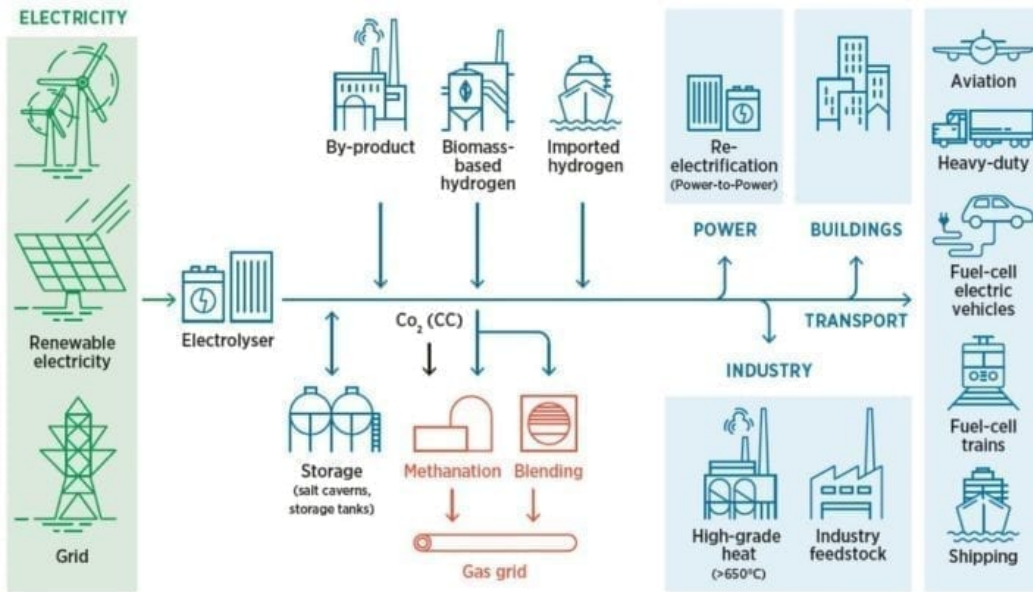 ELECTRICITY
Renewable
electricity
Grid
Electrolyser
By-product
Biomass-
based
hydrogen
Imported
hydrogen
Storage
(salt caverns,
storage tanks)
Co₂ (CC)
Methanation
Blending
Gas grid
Re-
electrification
(Power-to-Power)
POWER
BUILDINGS
TRANSPORT
INDUSTRY
High-grade
heat
(>650°C)
Industry
feedstock
Aviation
Heavy-duty
Fuel-cell
electric
vehicles
Fuel-cell
trains
Shipping